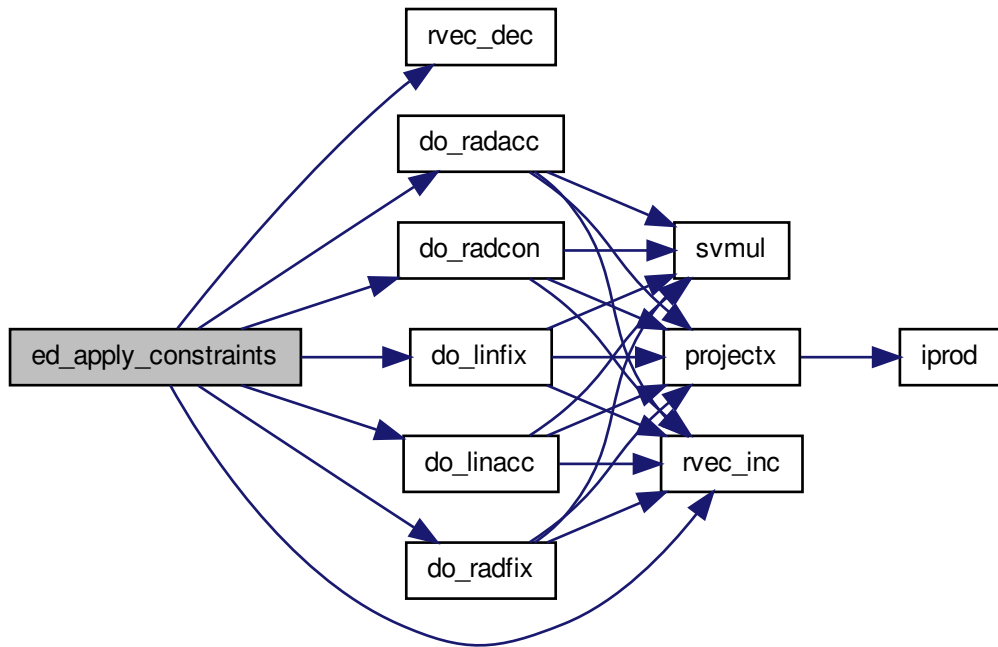 rvec_dec
do_radacc
do_radcon
svmul
ed_apply_constraints
do_linfix
projectx
iprod
do_linacc
rvec_inc
do_radfix